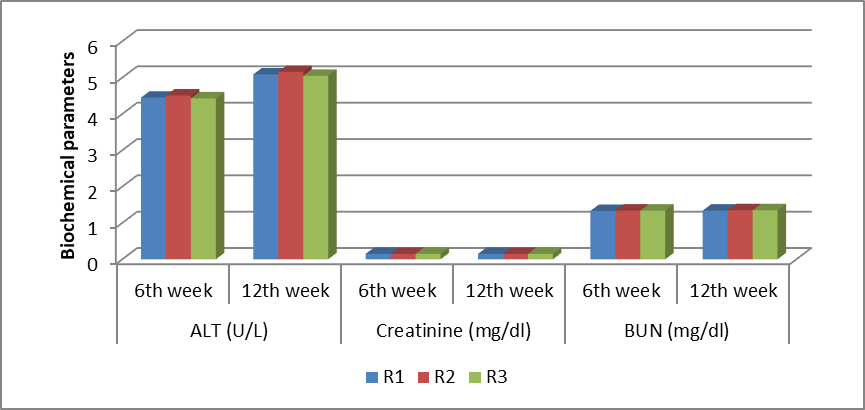 Biochemical parameters
6
5
4
3
2
1
0
6th week 12th week 6th week 12th week 6th week 12th week
ALT (U/L) Creatinine (mg/dl) BUN (mg/dl)
R1 R2 R3